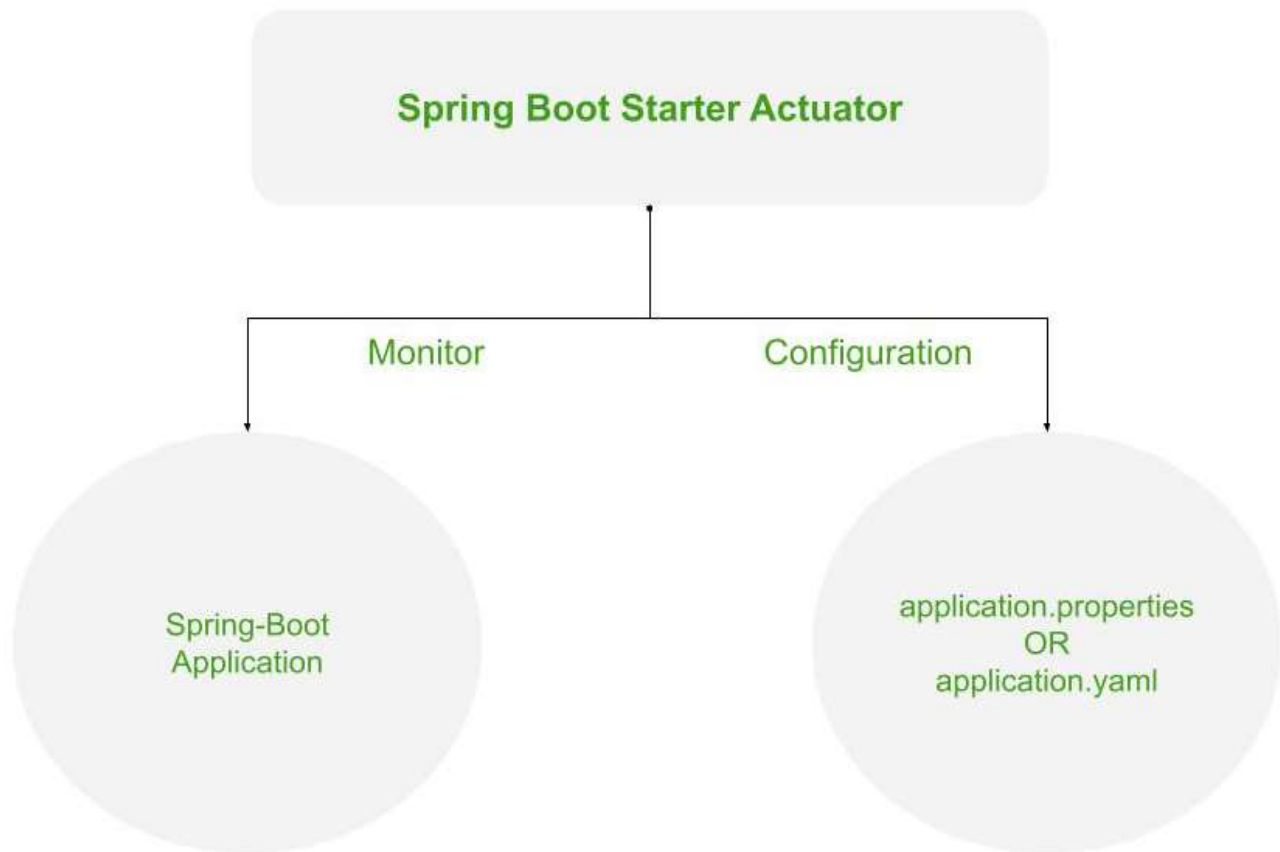 Spring Boot Starter Actuator
Monitor
Configuration
Spring-Boot
Application
application.properties
OR
application.yaml